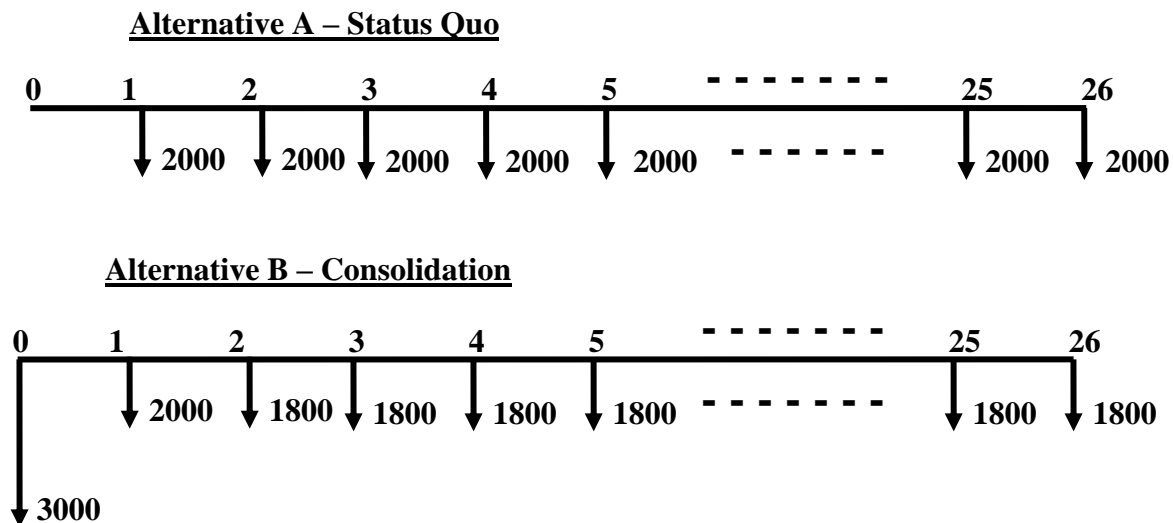 Alternative A – Status Quo
0 1 2 3 4 5 - - - - - - - 25 26
2000 2000 2000 2000 2000 - - - - - - 2000 2000
Alternative B – Consolidation
0 1 2 3 4 5 - - - - - - - 25 26
2000 1800 1800 1800 1800 - - - - - - - 1800 1800
3000